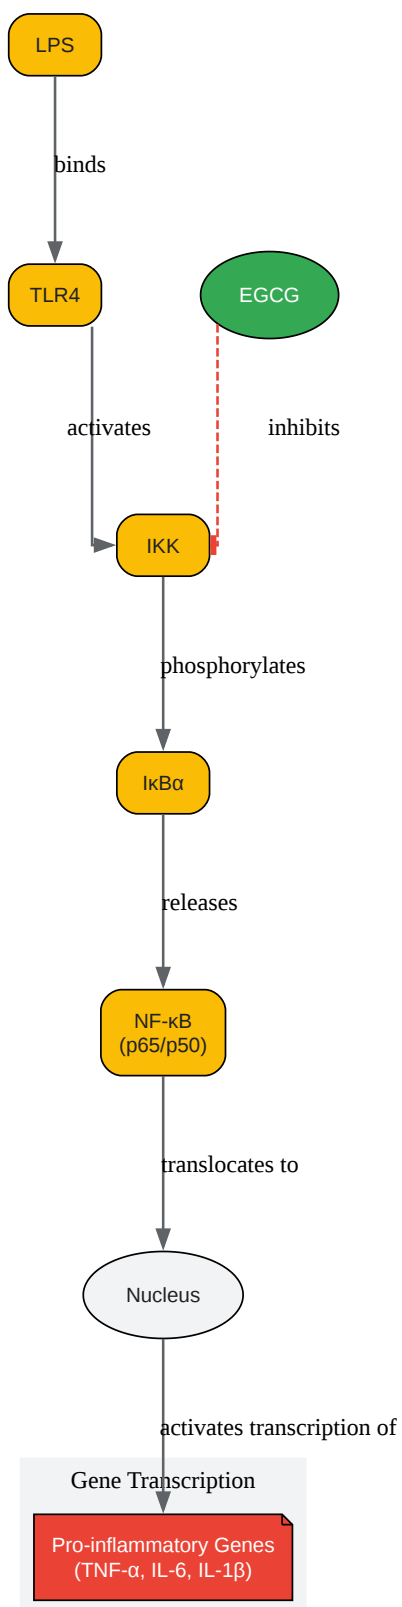 LPS
binds
TLR4
EGCG
activates
inhibits
IKK
phosphorylates
IκBα
releases
NF-κB
(p65/p50)
translocates to
Nucleus
activates transcription of
Gene Transcription
Pro-inflammatory Genes
(TNF-α, IL-6, IL-1β)